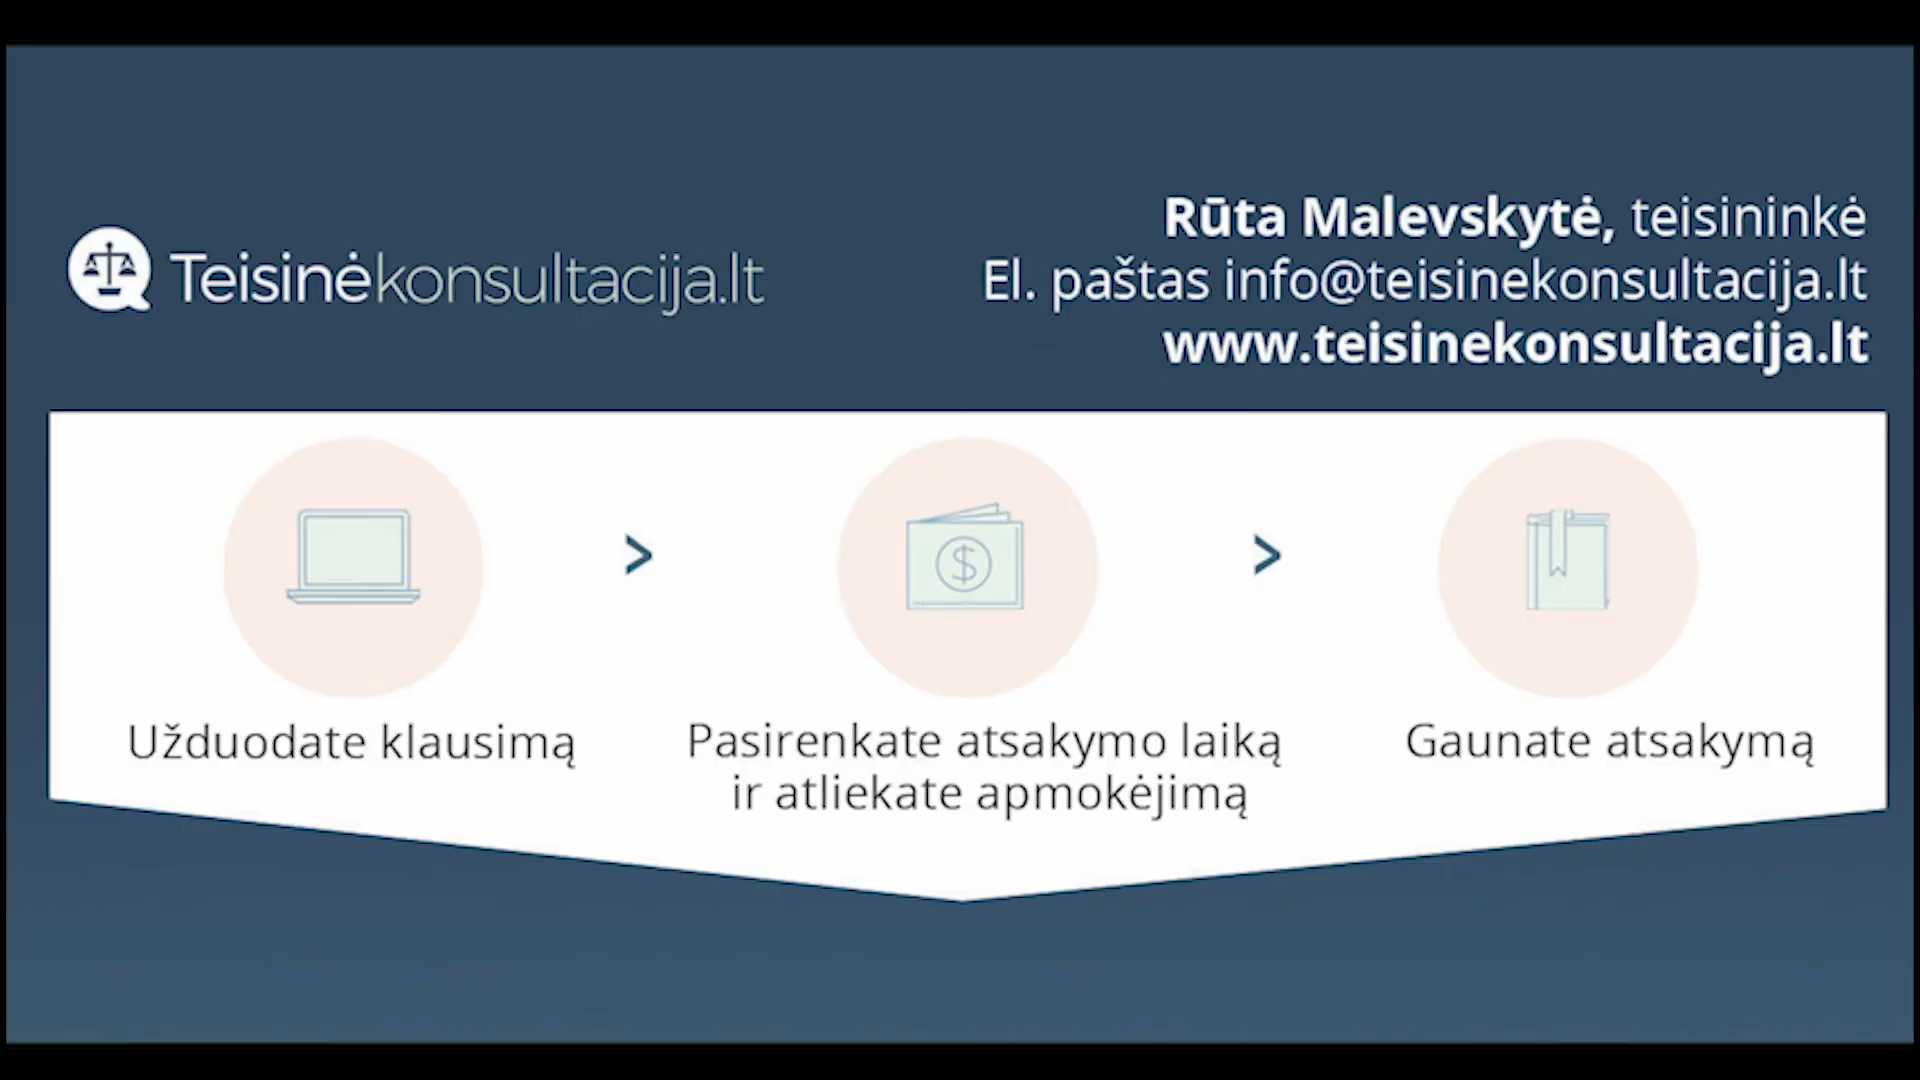 Teisinėkonsultacija.lt
Rūta Malevskytė, teisininkė
El. paštas info@teisinekonsultacija.lt
www.teisinekonsultacija.lt
>
>
$
Užduodate klausimą
Pasirenkate atsakymo laiką
ir atliekate apmokėjimą
Gaunate atsakymą